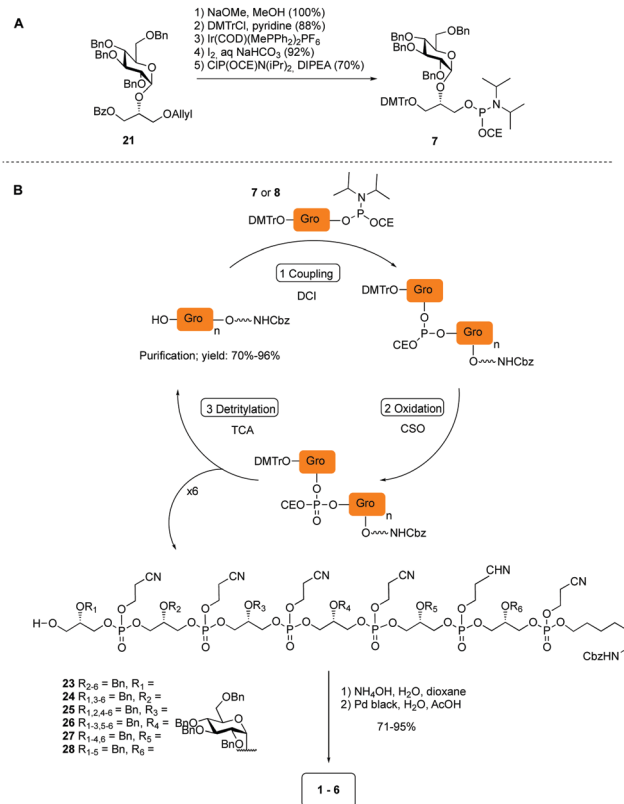 A
1) NaOMe, MeOH (100%)
2) DMTrCl, pyridine (88%)
3) Ir(COD)(MePPh2)2PF6
4) I2, aq NaHCO3 (92%)
5) ClP(OCE)N(iPr)2, DIPEA (70%)
OBn
BnO
BnO
O
BnO
O
BzO
OAllyl
21
OBn
BnO
BnO
O
BnO
O
DMTrO
O
P
N
OCE
7
B
7 or 8
N
DMTrO
Gro
O
P
OCE
1 Coupling
DCI
HO
Gro
n
O
NHCbz
Purification; yield: 70%-96%
DMTrO
Gro
O
P
O
CEO
Gro
n
O
NHCbz
3 Detritylation
TCA
2 Oxidation
CSO
x6
DMTrO
Gro
O
CEO
P
O
O
Gro
n
O
NHCbz
CN
CN
CN
CN
CHN
CN
H
O
OR1
O
P
O
O
O
OR2
O
P
O
O
O
OR3
O
P
O
O
O
OR4
O
P
O
O
O
OR5
O
P
O
O
O
OR6
O
P
O
O
O
CbzHN
23 R2-6 = Bn, R1 =
24 R1,3-6 = Bn, R2 =
25 R1,2,4-6 = Bn, R3 =
26 R1-3,5-6 = Bn, R4 =
27 R1-4,6 = Bn, R5 =
28 R1-5 = Bn, R6 =
OBn
BnO
BnO
O
BnO
O
1) NH4OH, H2O, dioxane
2) Pd black, H2O, AcOH
71-95%
1 - 6